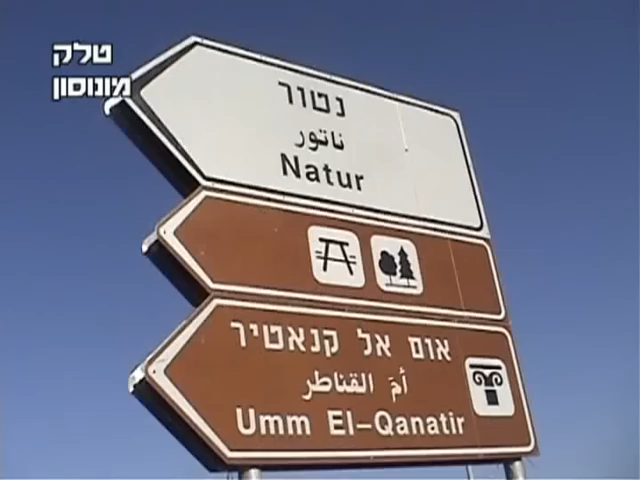 טלק
מונוסון
נטור
ناتور
Natur
אום אל קנאטיר
أمَ القناطر
Umm El-Qanatir